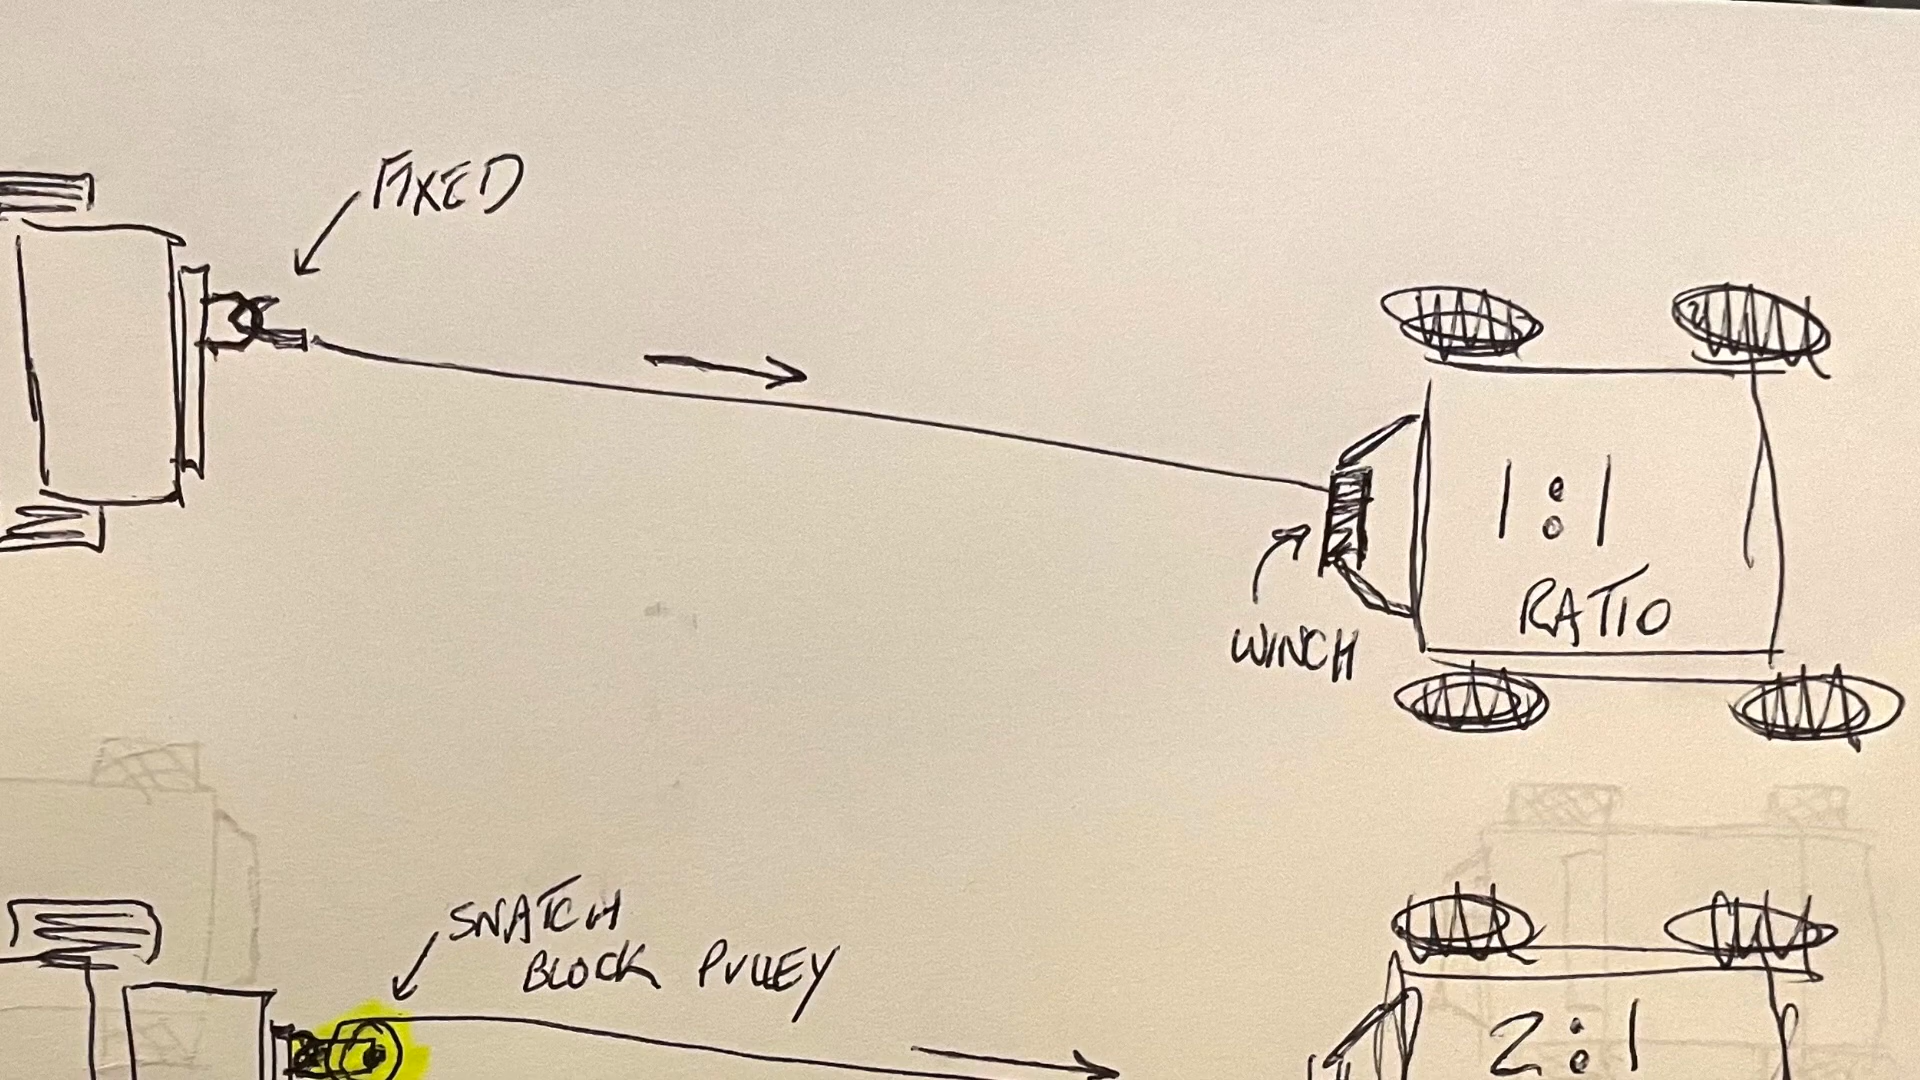 FIXED
1:1
RATIO
WINCH
SNATCH
BLOCK PULLEY
2:1